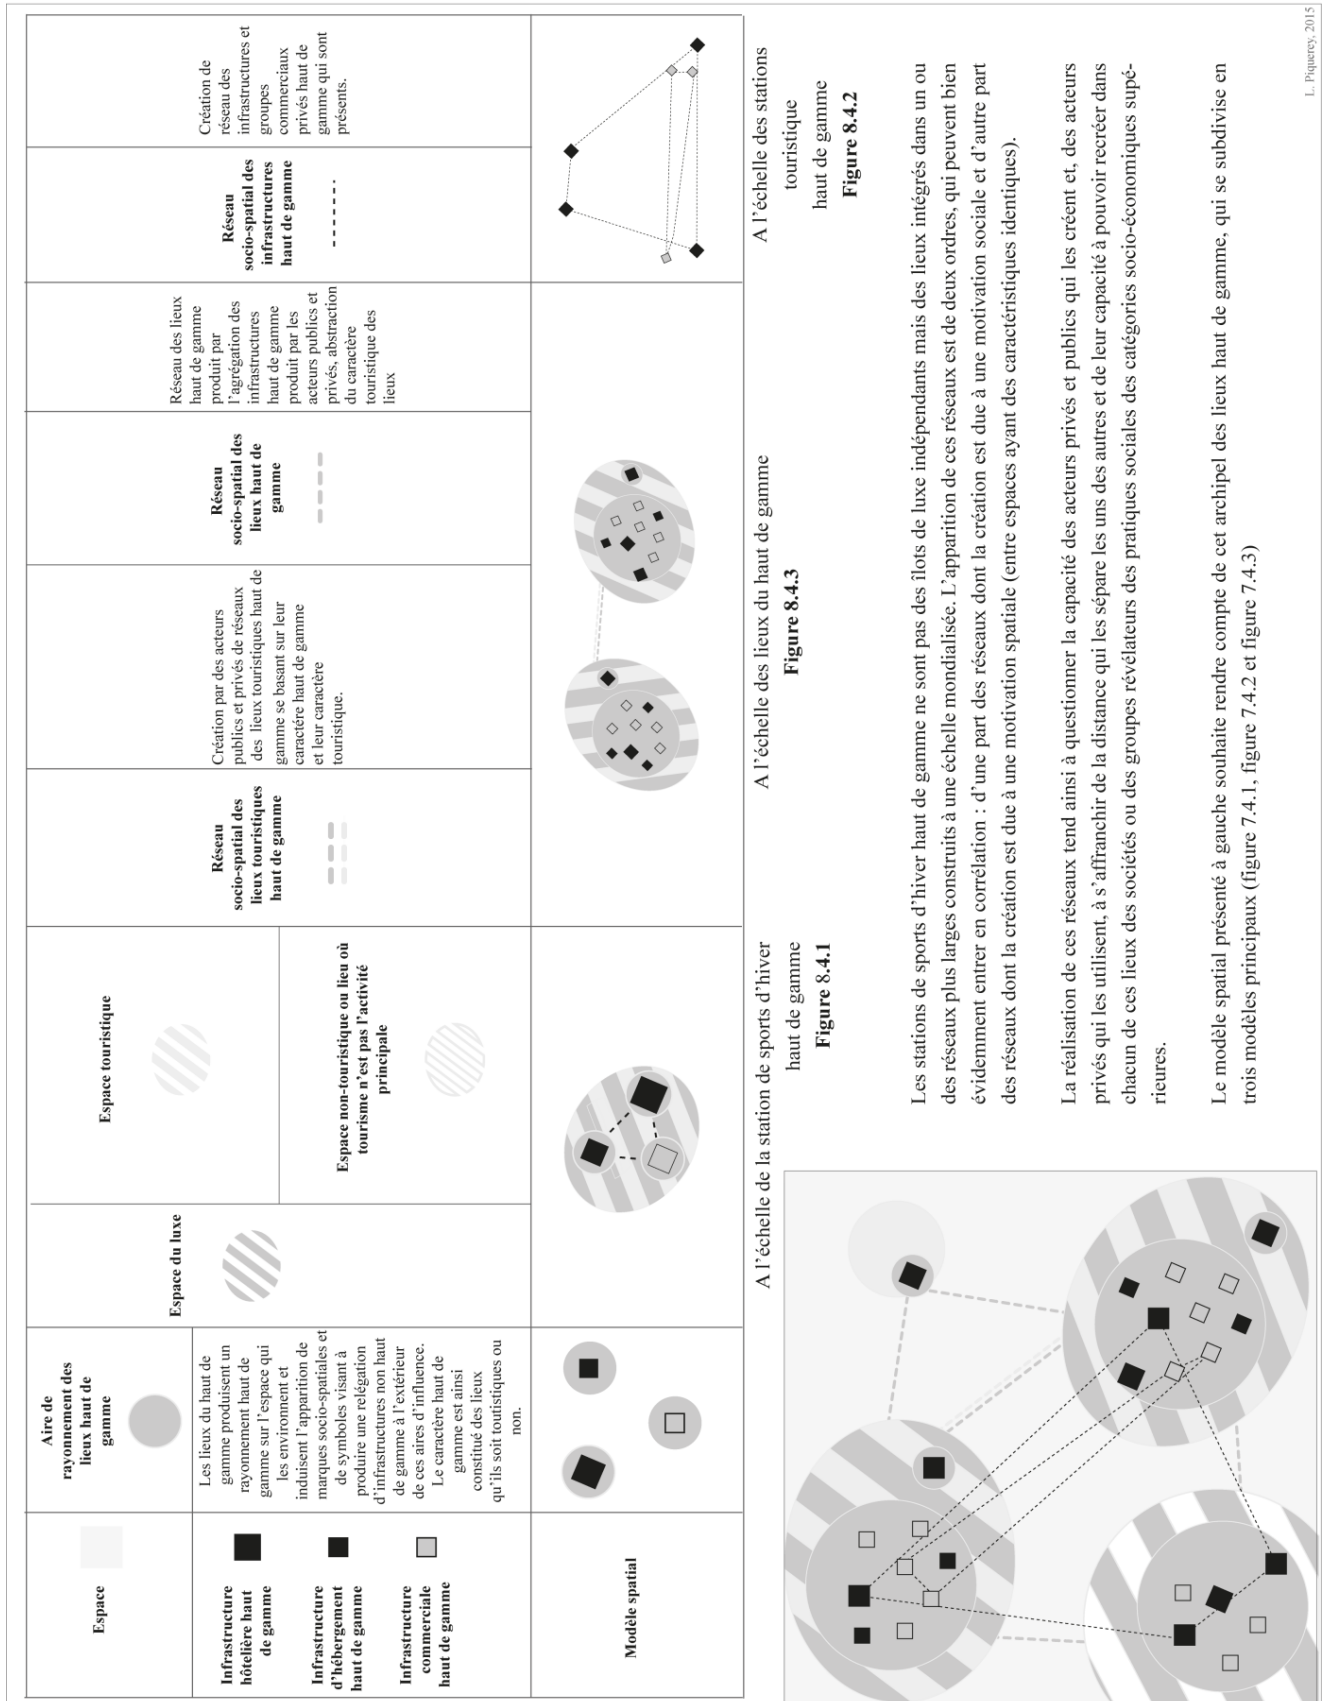 Espace
Infrastructure
hôtelière haut
de gamme
Infrastructure
d'hébergement
haut de gamme
Infrastructure
commerciale
haut de gamme
Modèle spatial
Aire de
rayonnement des
lieux haut de
gamme
Les lieux du haut de
gamme produisent un
rayonnement haut de
gamme sur l'espace qui
les environnent et
induisent l'apparition de
marques socio-spatiales et
de symboles visant à
produire une relégation
d'infrastructures non haut
de gamme à l'extérieur
de ces aires d'influence.
Le caractère haut de
gamme est ainsi
constitué des lieux
qu'ils soit toutistiques ou
non.
Espace du luxe
Espace touristique
Espace non-touristique ou lieu où
tourisme n'est pas l'activité
principale
Réseau
socio-spatial des
lieux touristiques
haut de gamme
Création par des acteurs
publics et privés de réseaux
des lieux touristiques haut de
gamme se basant sur leur
caractère haut de gamme
et leur caractère
touristique.
Réseau
socio-spatial des
lieux haut de
gamme
Réseau des lieux
haut de gamme
produit par
l'agrégation des
infrastructures
haut de gamme
produit par les
acteurs publics et
privés, abstraction
du caractère
touristique des
lieux
Réseau
socio-spatial des
infrastructures
haut de gamme
Création de
réseau des
infrastructures et
groupes
commerciaux
privés haut de
gamme qui sont
présents.
A l'échelle de la station de sports d'hiver
haut de gamme
Figure 8.4.1
A l'échelle des lieux du haut de gamme
Figure 8.4.3
A l'échelle des stations
touristique
haut de gamme
Figure 8.4.2
Les stations de sports d'hiver haut de gamme ne sont pas des îlots de luxe indépendants mais des lieux intégrés dans un ou
des réseaux plus larges construits à une échelle mondialisée. L'apparition de ces réseaux est de deux ordres, qui peuvent bien
évidemment entrer en corrélation : d'une part des réseaux dont la création est due à une motivation sociale et d'autre part
des réseaux dont la création est due à une motivation spatiale (entre espaces ayant des caractéristiques identiques).
La réalisation de ces réseaux tend ainsi à questionner la capacité des acteurs privés et publics qui les créent et, des acteurs
privés qui les utilisent, à s'affranchir de la distance qui les sépare les uns des autres et de leur capacité à pouvoir recréer dans
chacun de ces lieux des sociétés ou des groupes révélateurs des pratiques sociales des catégories socio-économiques supé-
rieures.
Le modèle spatial présenté à gauche souhaite rendre compte de cet archipel des lieux haut de gamme, qui se subdivise en
trois modèles principaux (figure 7.4.1, figure 7.4.2 et figure 7.4.3)
L. Piquerey, 2015